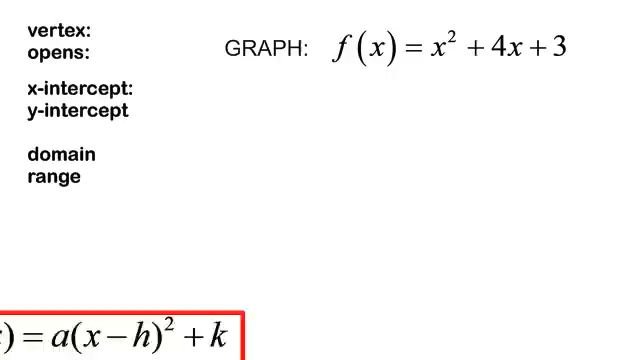 vertex:
opens:
GRAPH: f(x) = x² + 4x + 3
x-intercept:
y-intercept
domain
range
) = a(x − h)² + k